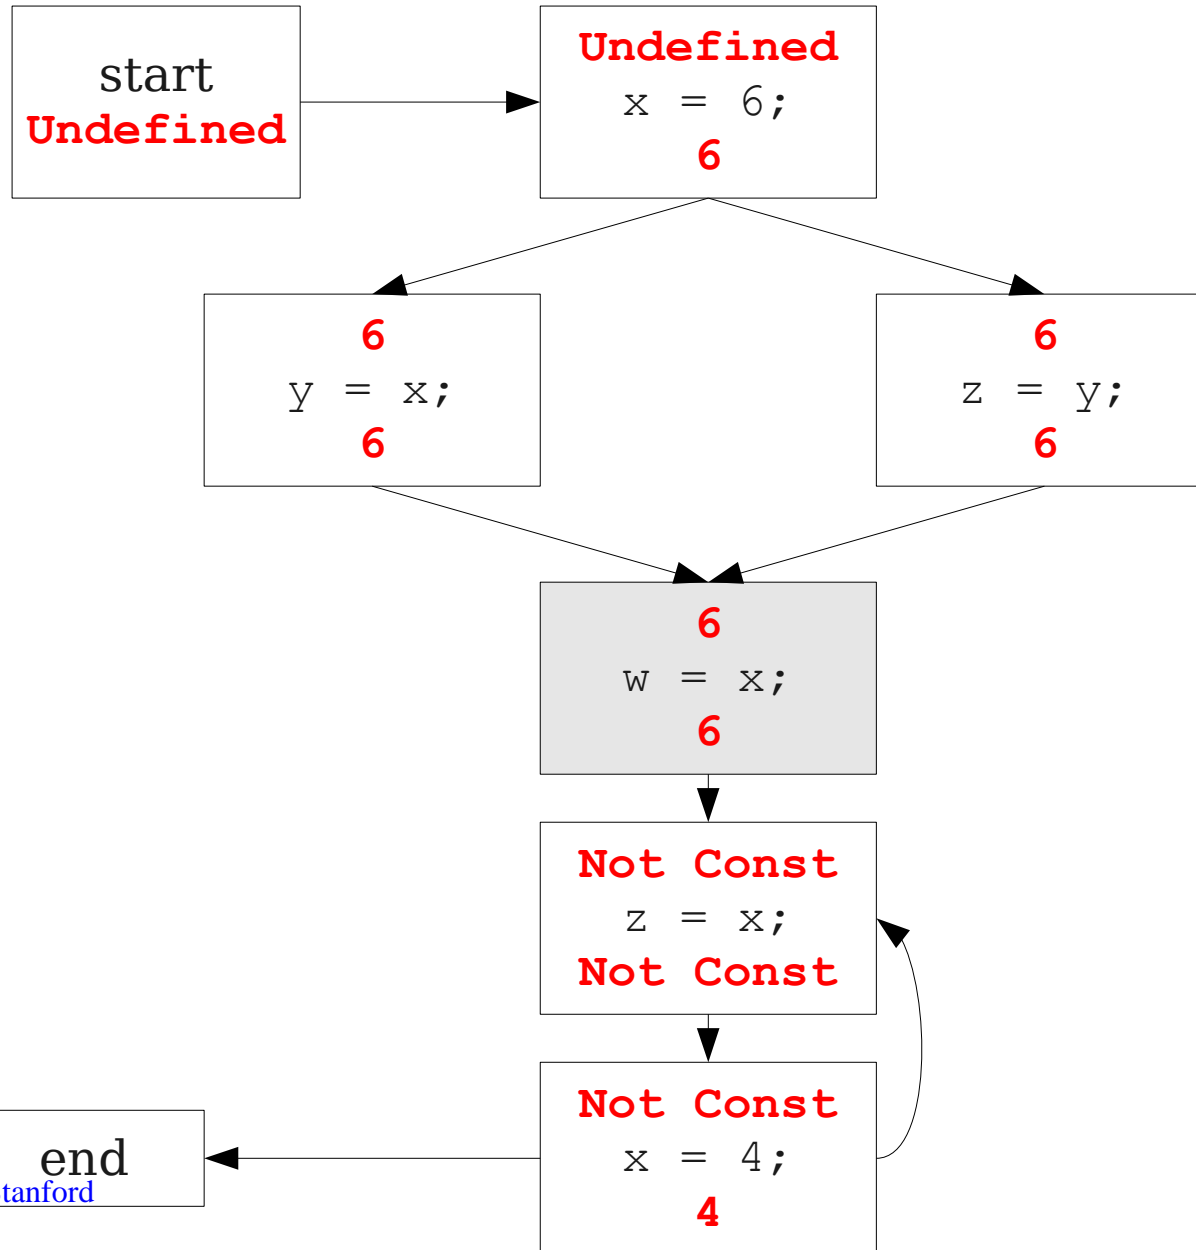 start
Undefined
Undefined
x = 6;
6
6
y = x;
6
6
z = y;
6
6
w = x;
6
Not Const
z = x;
Not Const
Not Const
x = 4;
4
end